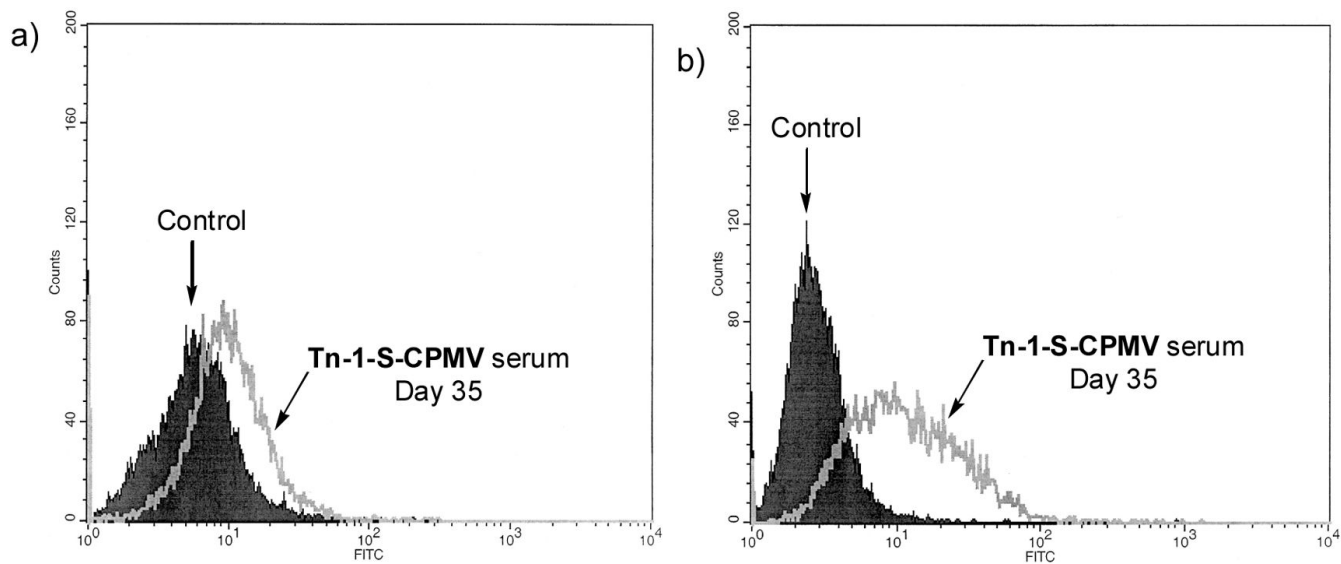 a)
200
160
120
80
40
0
Counts
Control
Tn-1-S-CPMV serum
Day 35
10^0
10^1
10^2
10^3
10^4
FITC
b)
200
160
120
80
40
0
Counts
Control
Tn-1-S-CPMV serum
Day 35
10^0
10^1
10^2
10^3
10^4
FITC